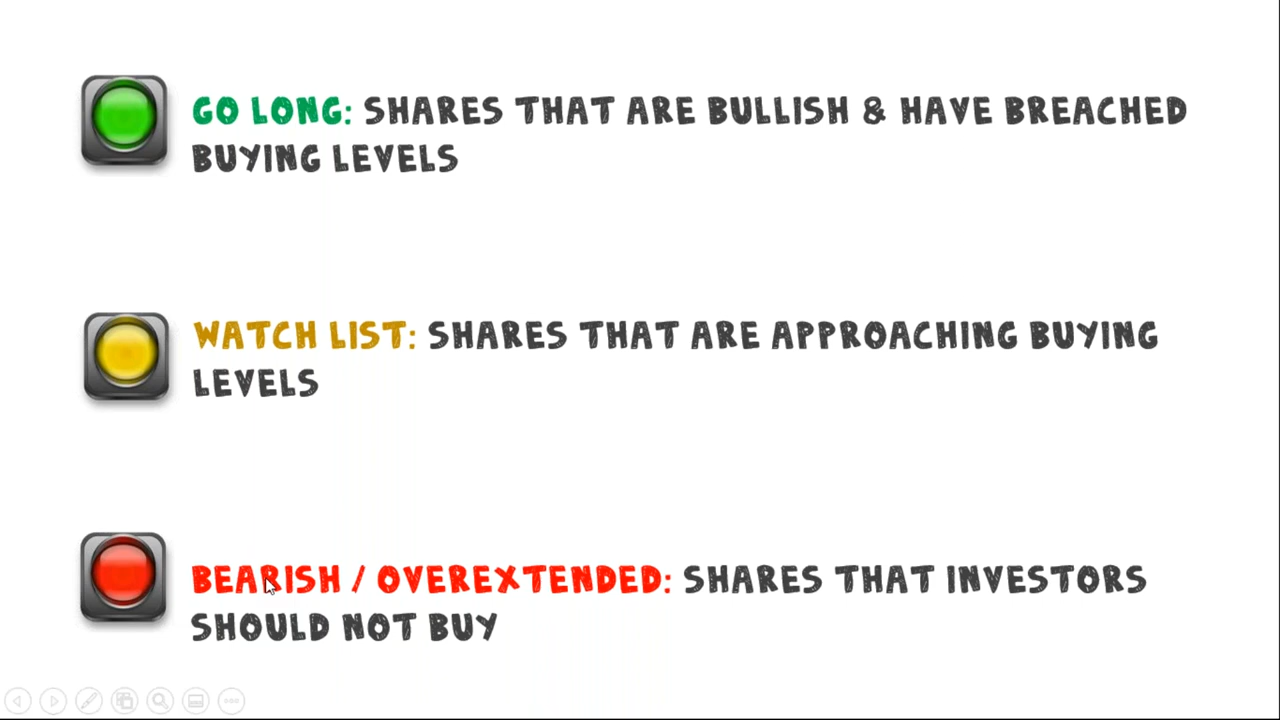 GO LONG: SHARES THAT ARE BULLISH & HAVE BREACHED
BUYING LEVELS
WATCH LIST: SHARES THAT ARE APPROACHING BUYING
LEVELS
BEARISH / OVEREXTENDED: SHARES THAT INVESTORS
SHOULD NOT BUY